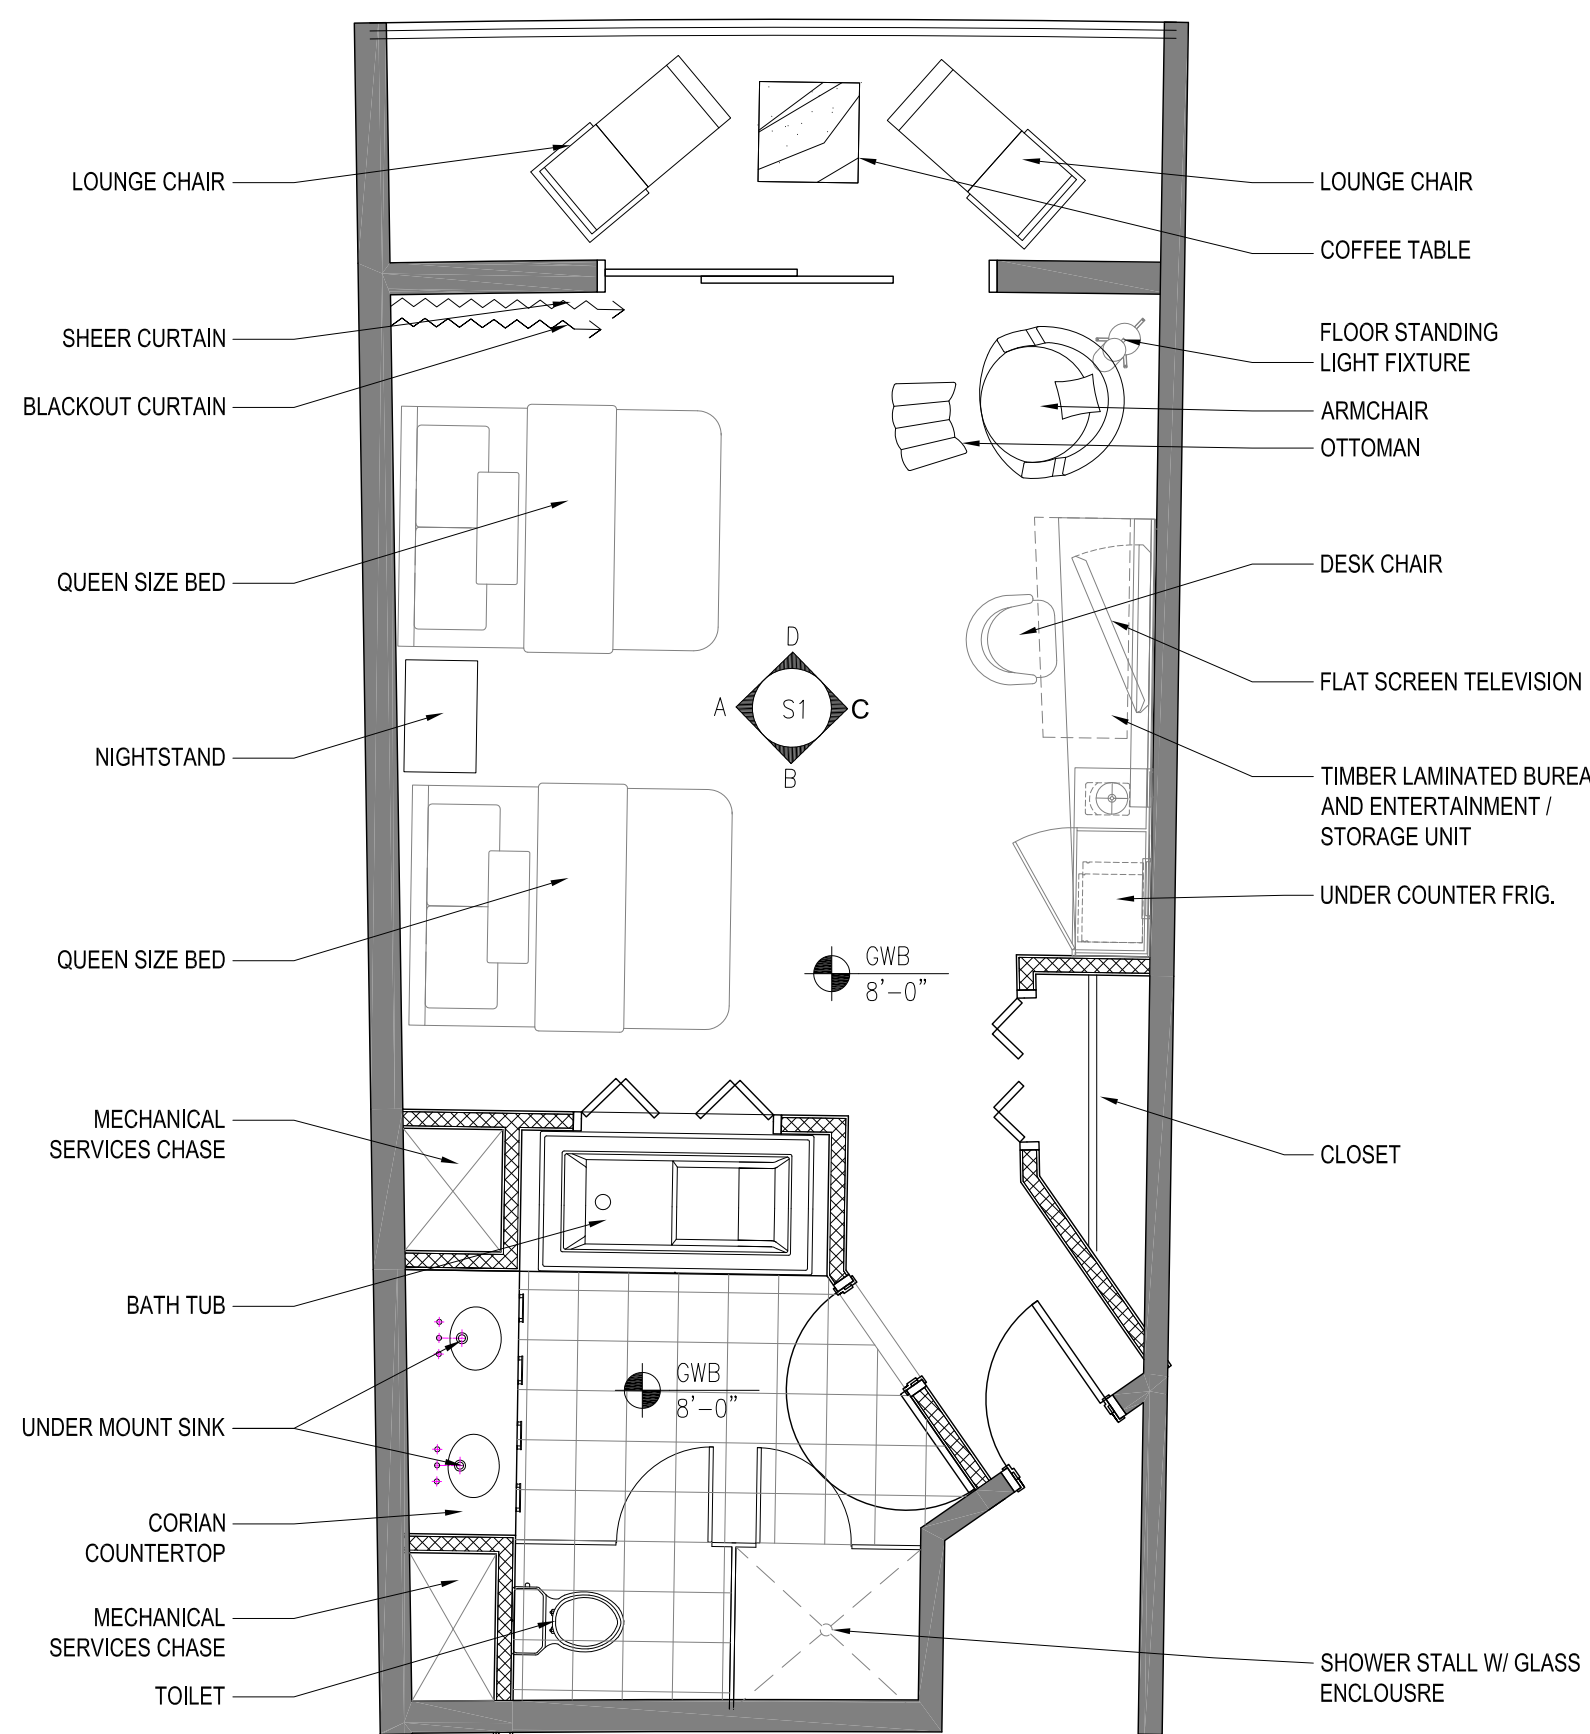 LOUNGE CHAIR
LOUNGE CHAIR
COFFEE TABLE
SHEER CURTAIN
FLOOR STANDING
LIGHT FIXTURE
BLACKOUT CURTAIN
ARMCHAIR
OTTOMAN
QUEEN SIZE BED
DESK CHAIR
D
A
S1
C
B
FLAT SCREEN TELEVISION
NIGHTSTAND
TIMBER LAMINATED BUREA
AND ENTERTAINMENT /
STORAGE UNIT
UNDER COUNTER FRIG.
QUEEN SIZE BED
GWB
8'-0"
MECHANICAL
SERVICES CHASE
CLOSET
BATH TUB
GWB
8'-0"
UNDER MOUNT SINK
CORIAN
COUNTERTOP
MECHANICAL
SERVICES CHASE
TOILET
SHOWER STALL W/ GLASS
ENCLOUSRE